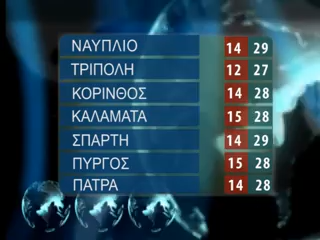 ΝΑΥΠΛΙΟ 14 29
ΤΡΙΠΟΛΗ 12 27
ΚΟΡΙΝΘΟΣ 14 28
ΚΑΛΑΜΑΤΑ 15 28
ΣΠΑΡΤΗ 14 29
ΠΥΡΓΟΣ 15 28
ΠΑΤΡΑ 14 28